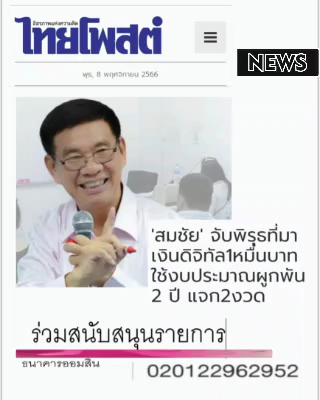 อิสรภาพแห่งความคิด
ไทยโพสต์
NEWS
พุธ, 8 พฤศจิกายน 2566
'สมชัย' จับพิรุธที่มา
เงินดิจิทัล1หมื่นบาท
ใช้งบประมาณผูกพัน
2 ปี แจก2งวด
ร่วมสนับสนุนรายการ
ธนาคารออมสิน
020122962952